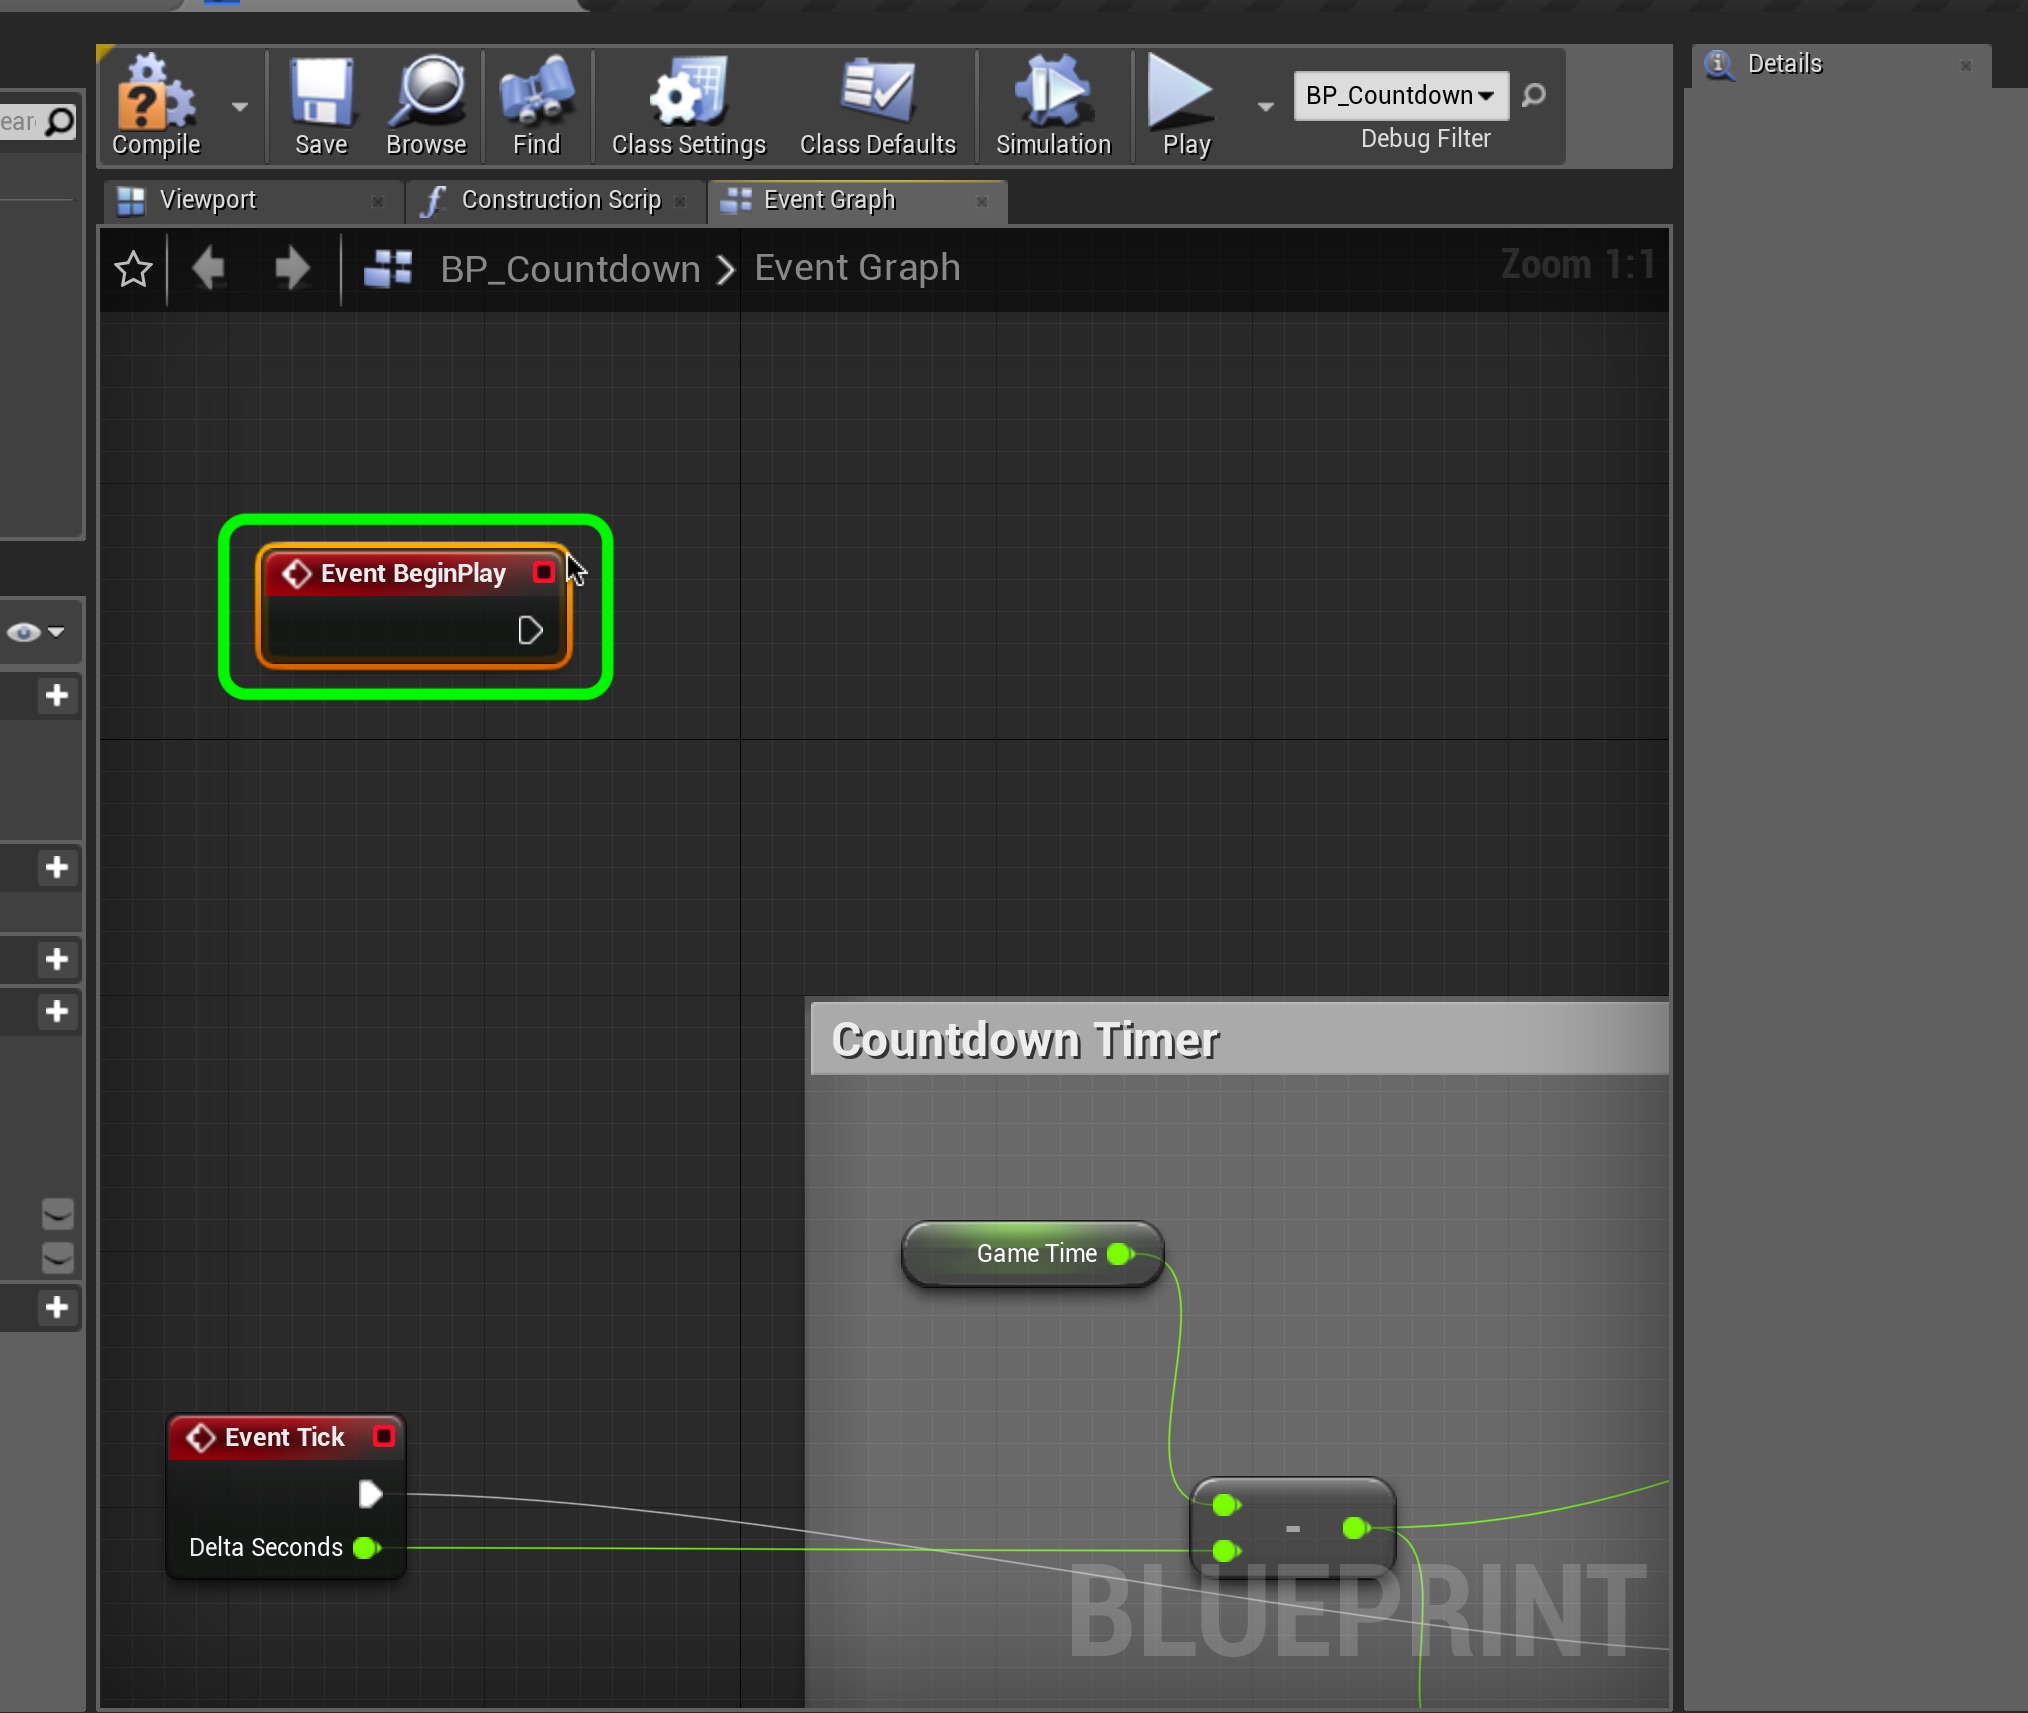 Details
Compile
Save
Browse
Find
Class Settings
Class Defaults
Simulation
Play
BP_Countdown
Debug Filter
ear
Viewport
Construction Scrip
Event Graph
BP_Countdown
Event Graph
Zoom 1:1
Event BeginPlay
Countdown Timer
Game Time
Event Tick
Delta Seconds
-
BLUEPRINT